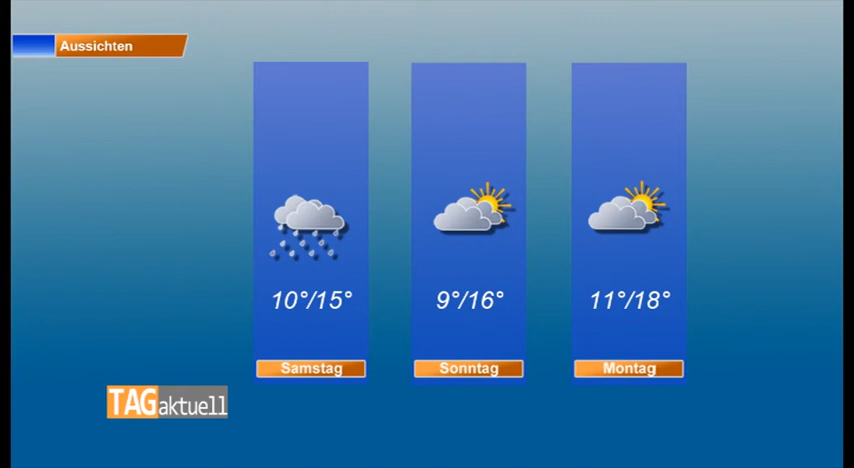 Aussichten
10°/15°
9°/16°
11°/18°
Samstag
Sonntag
Montag
TAGaktuell